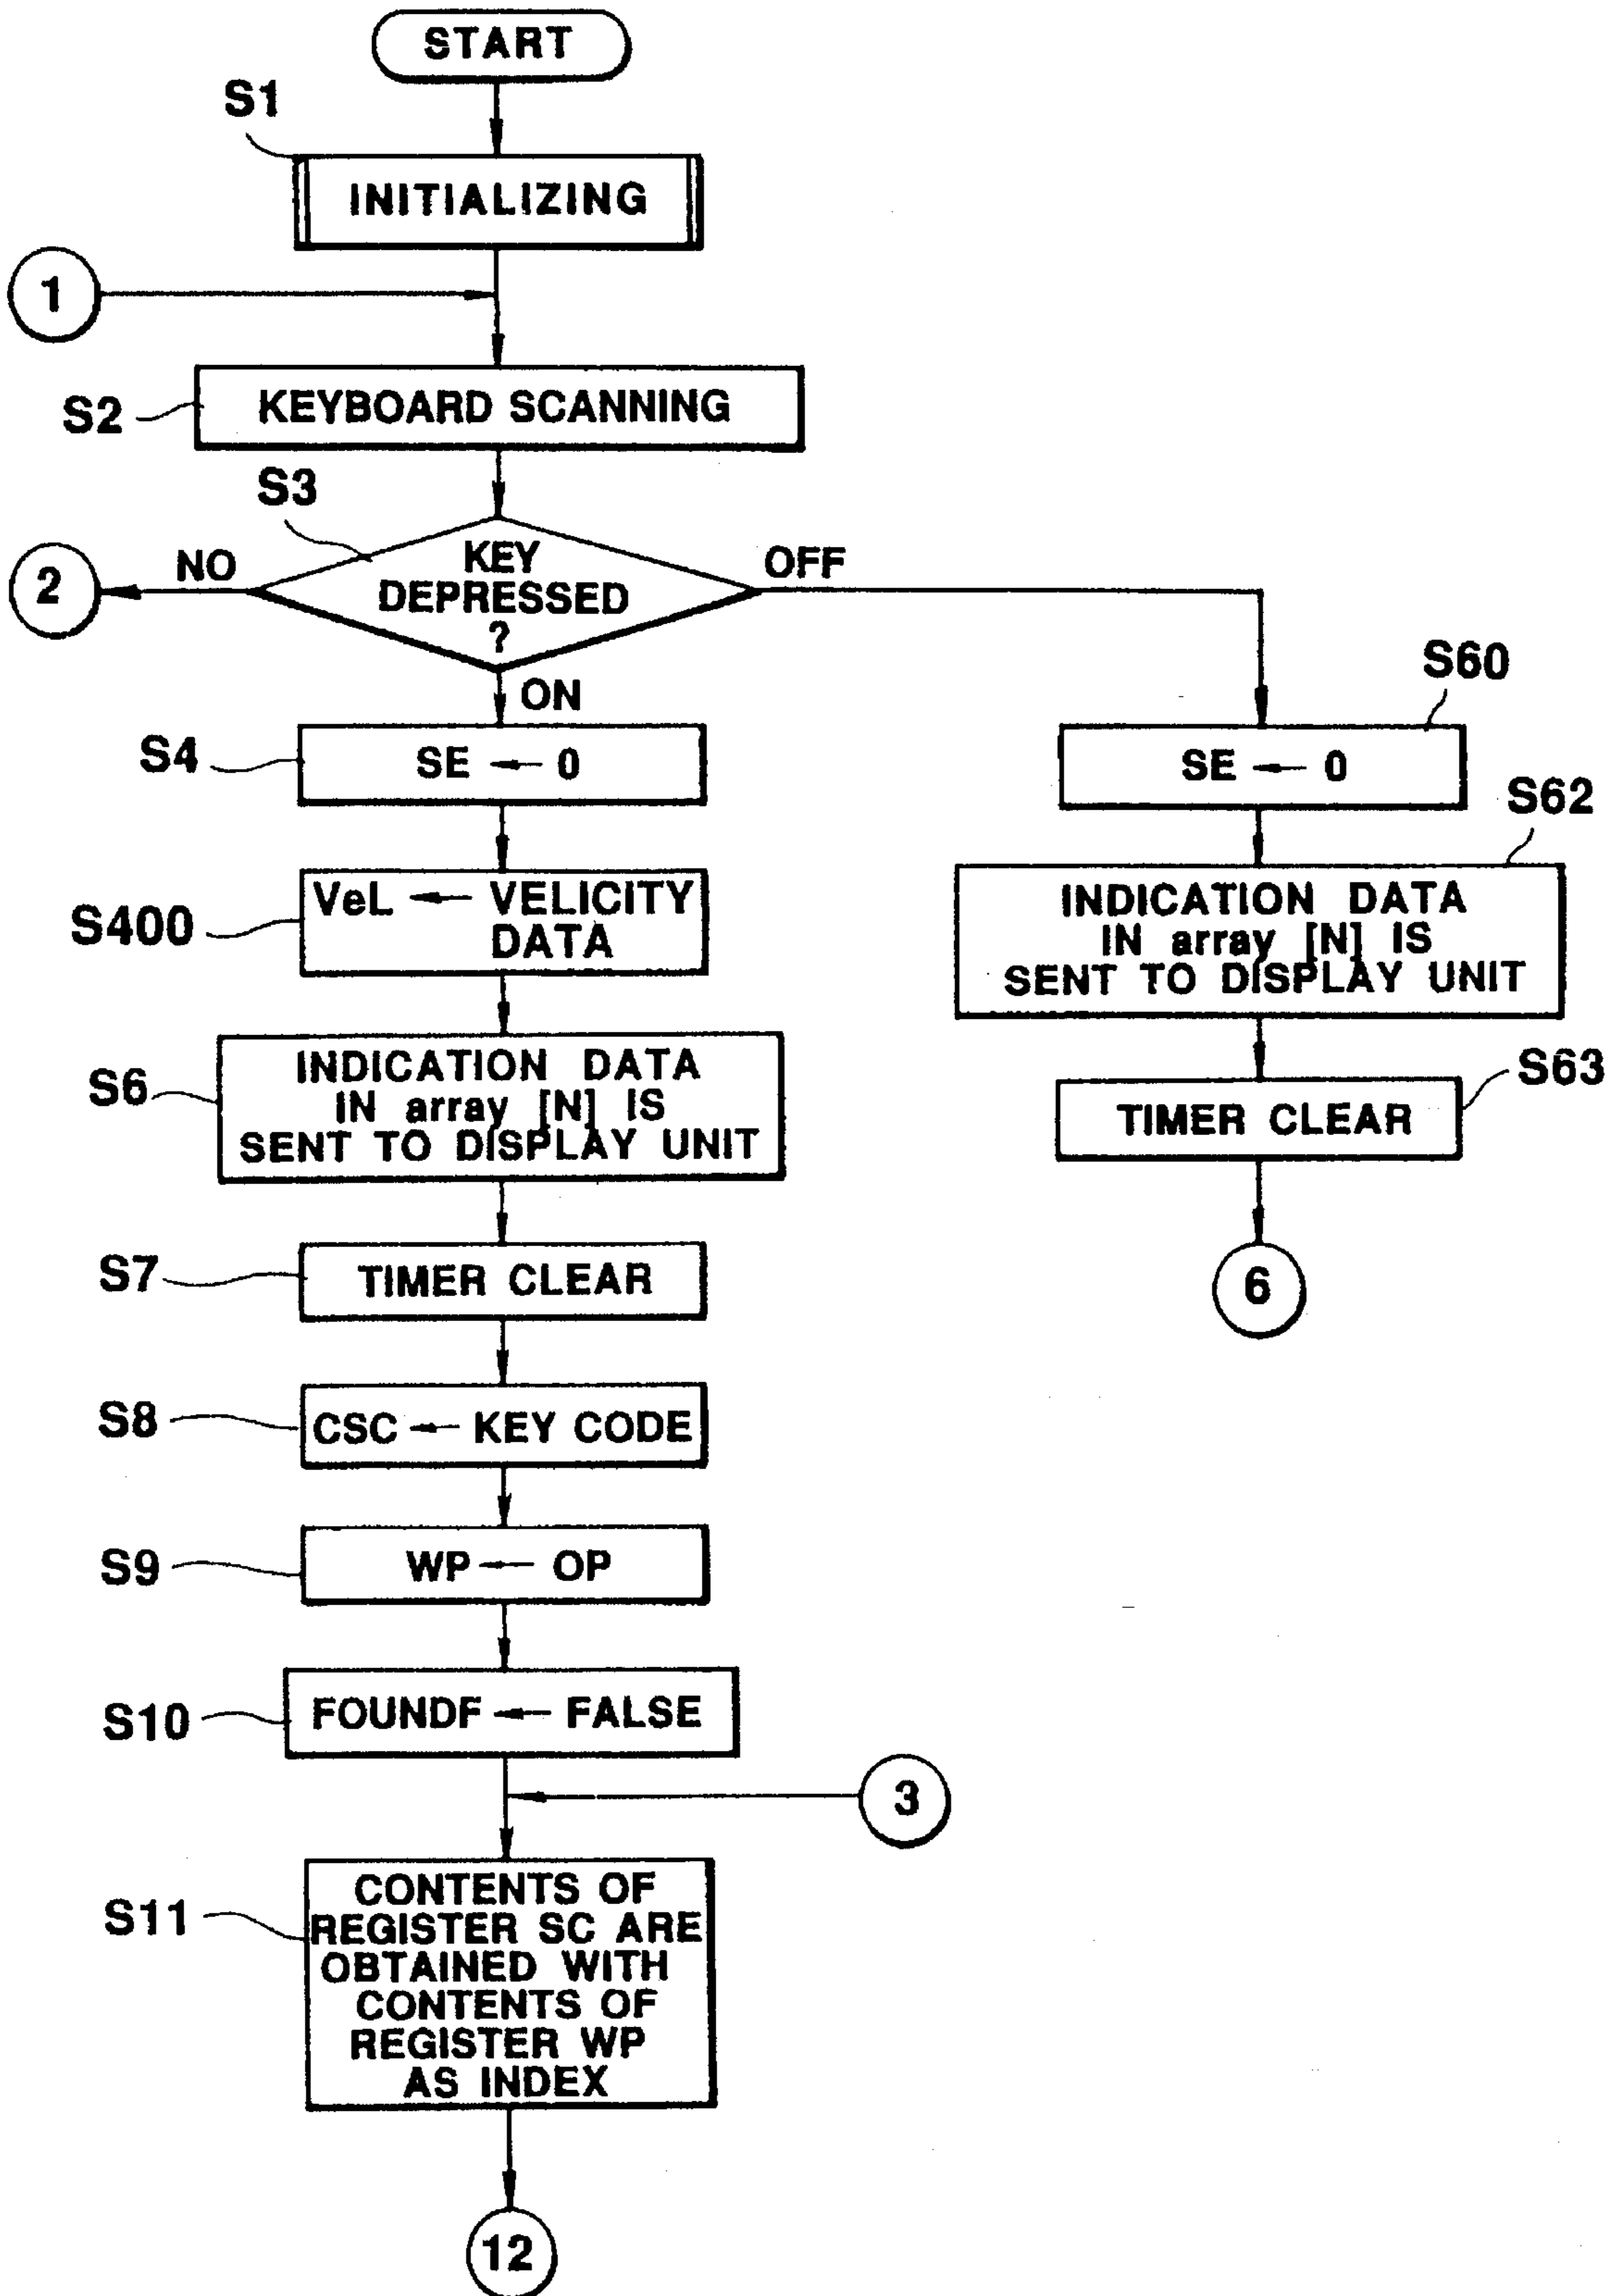 START
S1
INITIALIZING
1
S2
KEYBOARD SCANNING
S3
KEY
DEPRESSED
?
NO
2
OFF
ON
S4
SE ← 0
S400
VeL ← VELICITY
DATA
S6
INDICATION DATA
IN array [N] IS
SENT TO DISPLAY UNIT
S7
TIMER CLEAR
S8
CSC ← KEY CODE
S9
WP ← OP
S10
FOUNDF ← FALSE
3
S11
CONTENTS OF
REGISTER SC ARE
OBTAINED WITH
CONTENTS OF
REGISTER WP
AS INDEX
12
S60
SE ← 0
S62
INDICATION DATA
IN array [N] IS
SENT TO DISPLAY UNIT
S63
TIMER CLEAR
6